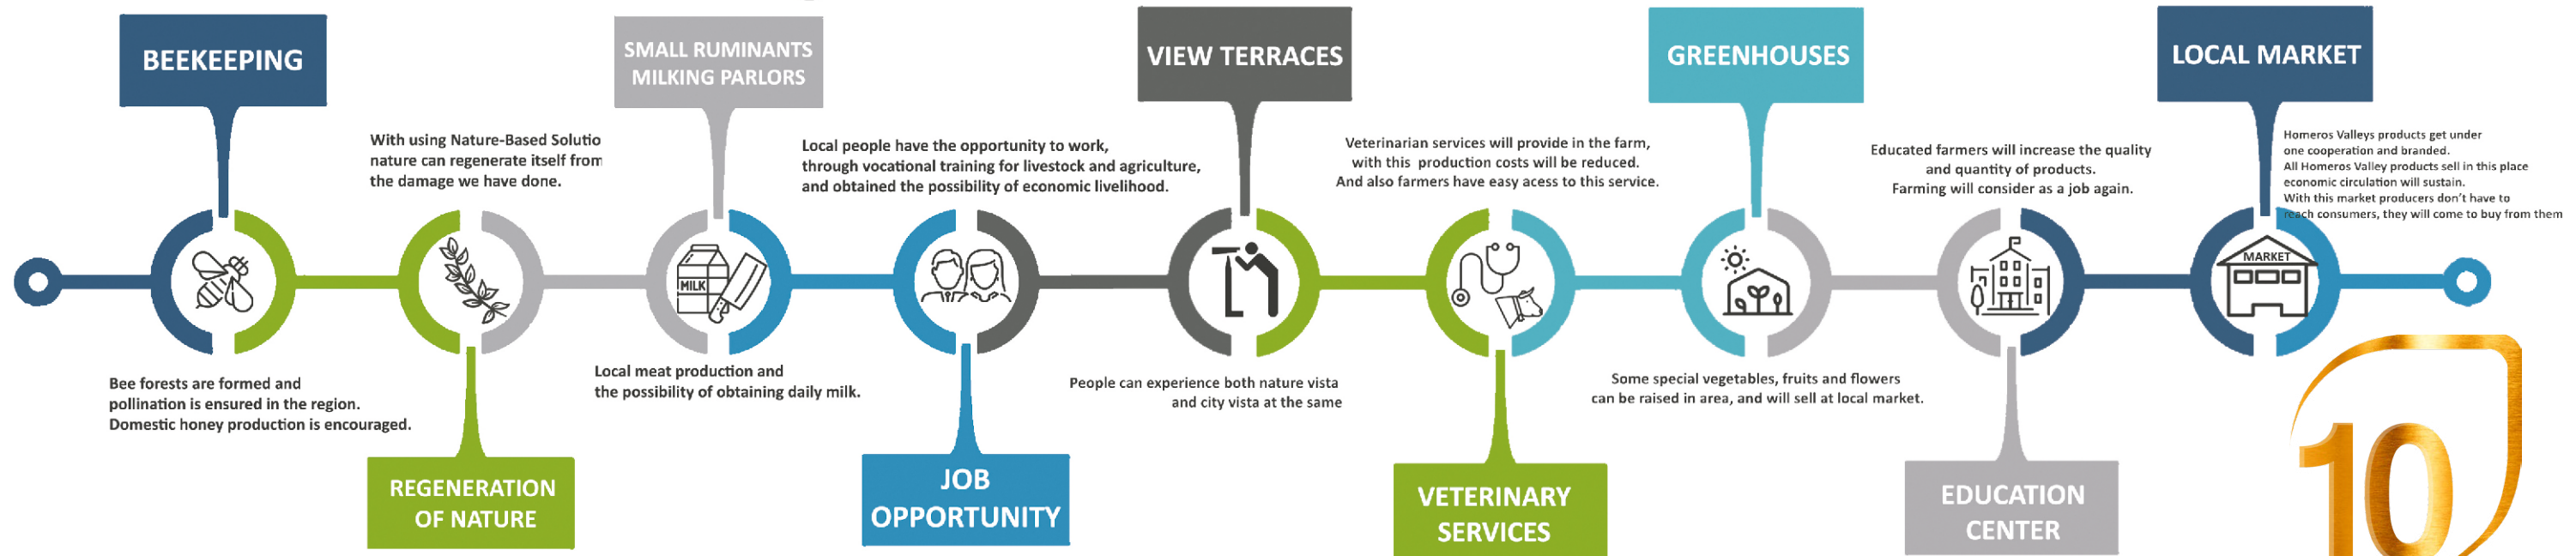 BEEKEEPING
Bee forests are formed and
pollination is ensured in the region.
Domestic honey production is encouraged.
With using Nature-Based Solutio
nature can regenerate itself from
the damage we have done.
REGENERATION
OF NATURE
SMALL RUMINANTS
MILKING PARLORS
MILK
Local meat production and
the possibility of obtaining daily milk.
Local people have the opportunity to work,
through vocational training for livestock and agriculture,
and obtained the possibility of economic livelihood.
JOB
OPPORTUNITY
VIEW TERRACES
People can experience both nature vista
and city vista at the same
Veterinarian services will provide in the farm,
with this production costs will be reduced.
And also farmers have easy acess to this service.
VETERINARY
SERVICES
GREENHOUSES
Some special vegetables, fruits and flowers
can be raised in area, and will sell at local market.
Educated farmers will increase the quality
and quantity of products.
Farming will consider as a job again.
EDUCATION
CENTER
LOCAL MARKET
Homeros Valleys products get under
one cooperation and branded.
All Homeros Valley products sell in this place
economic circulation will sustain.
With this market producers don't have to
reach consumers, they will come to buy from them
MARKET
10